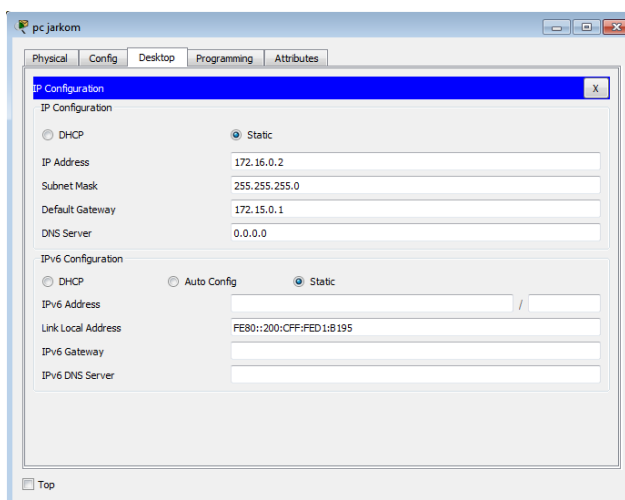 pc jarkom
Physical Config Desktop Programming Attributes
IP Configuration X
IP Configuration
DHCP Static
IP Address 172.16.0.2
Subnet Mask 255.255.255.0
Default Gateway 172.15.0.1
DNS Server 0.0.0.0
IPv6 Configuration
DHCP Auto Config Static
IPv6 Address /
Link Local Address FE80::200:CFF:FED1:B195
IPv6 Gateway
IPv6 DNS Server
Top